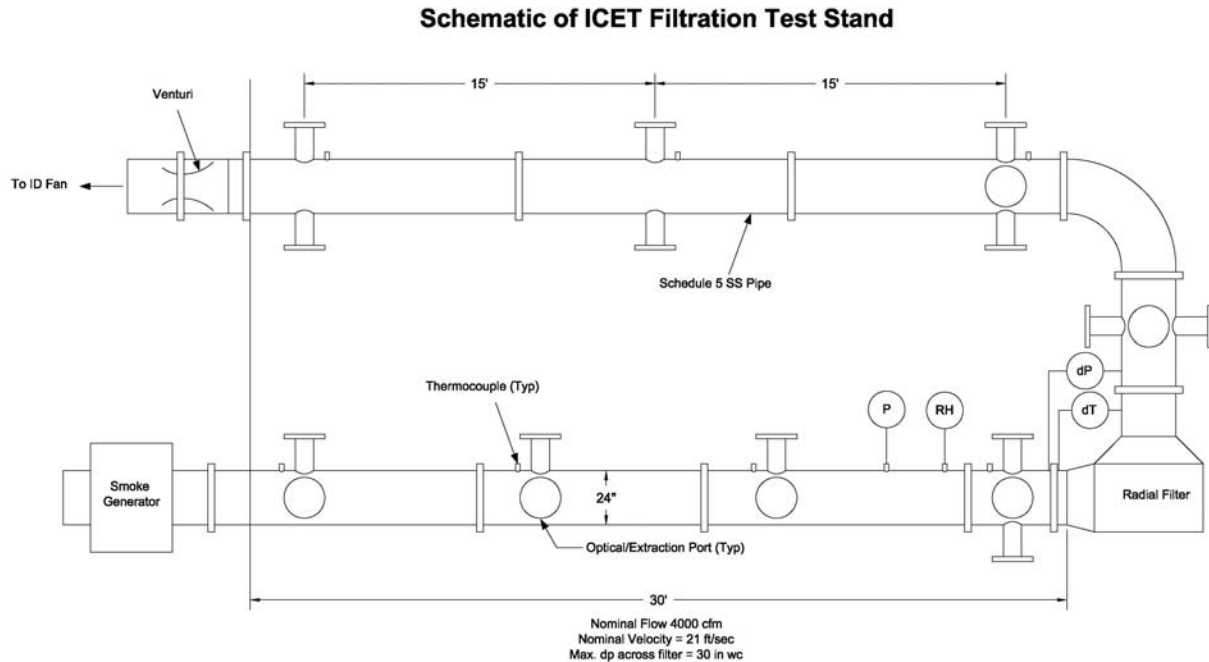 Schematic of ICET Filtration Test Stand
15'
15'
Venturi
To ID Fan
Schedule 5 SS Pipe
dP
Thermocouple (Typ)
P
RH
dT
Smoke
Generator
24"
Radial Filter
Optical/Extraction Port (Typ)
30'
Nominal Flow 4000 cfm
Nominal Velocity = 21 ft/sec
Max. dp across filter = 30 in wc